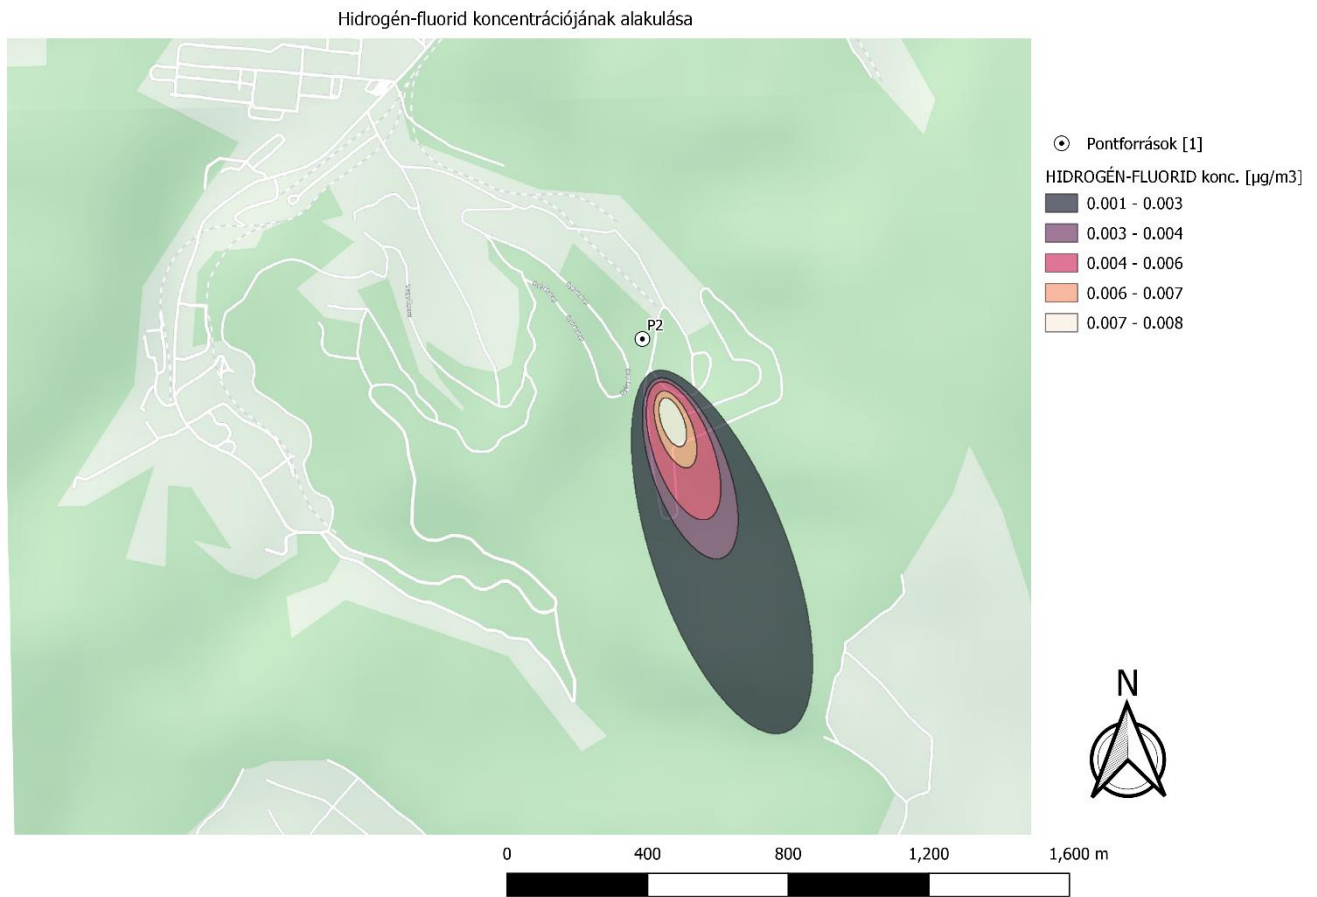 Hidrogén-fluorid koncentrációjának alakulása
P2
Pontforrások [1]
HIDROGÉN-FLUORID konc. [µg/m3]
0.001 - 0.003
0.003 - 0.004
0.004 - 0.006
0.006 - 0.007
0.007 - 0.008
N
0 400 800 1,200 1,600 m